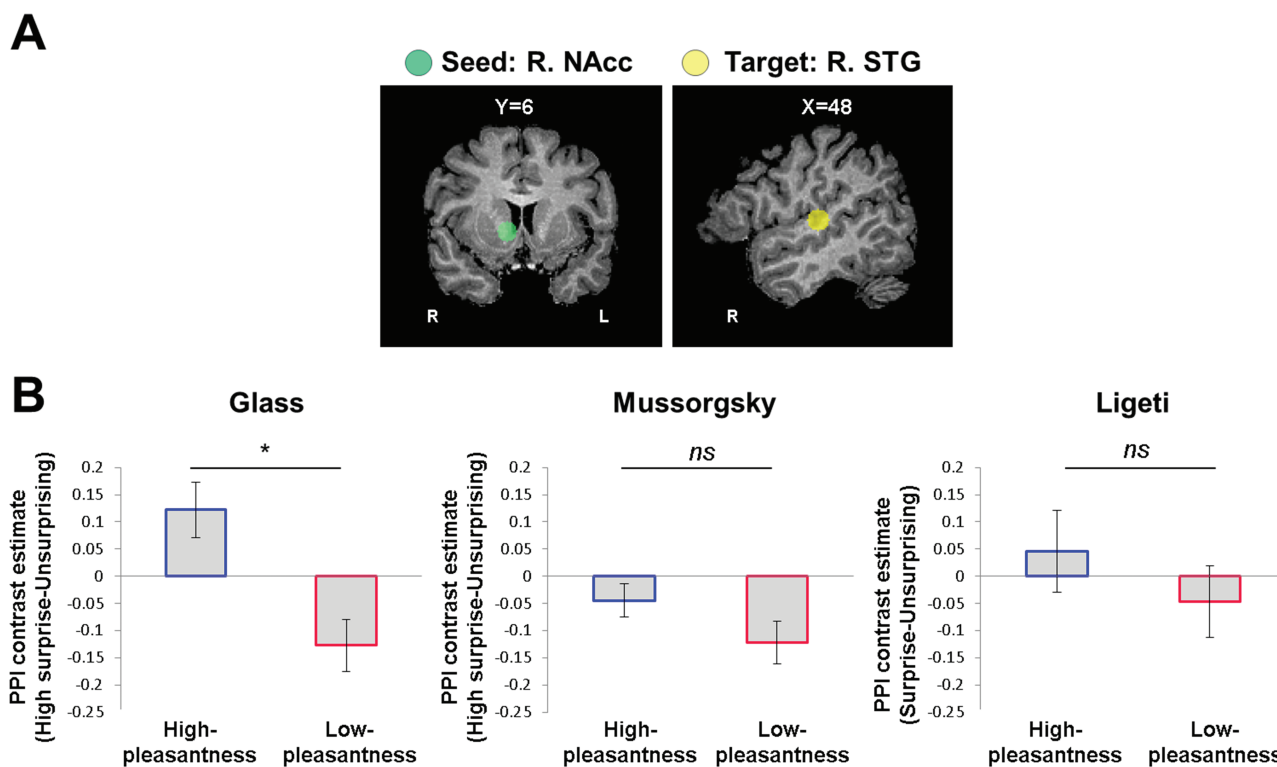 A
Seed: R. NAcc
Target: R. STG
Y=6
X=48
R
L
R
B
Glass
PPI contrast estimate
(High surprise-Unsurprising)
*
0.2
0.15
0.1
0.05
0
-0.05
-0.1
-0.15
-0.2
-0.25
High-
pleasantness
Low-
pleasantness
Mussorgsky
PPI contrast estimate
(High surprise-Unsurprising)
ns
0.2
0.15
0.1
0.05
0
-0.05
-0.1
-0.15
-0.2
-0.25
High-
pleasantness
Low-
pleasantness
Ligeti
PPI contrast estimate
(Surprise-Unsurprising)
ns
0.2
0.15
0.1
0.05
0
-0.05
-0.1
-0.15
-0.2
-0.25
High-
pleasantness
Low-
pleasantness